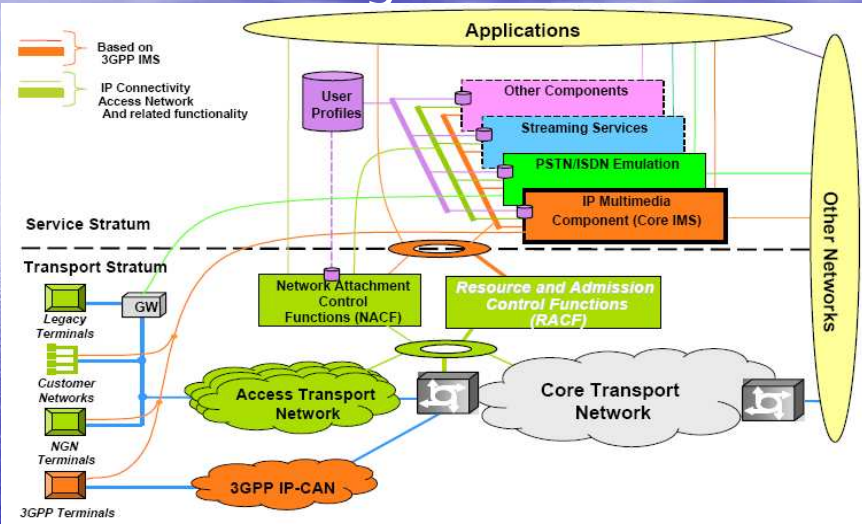 Applications
Based on
3GPP IMS
IP Connectivity
Access Network
And related functionality
User
Profiles
Other Components
Streaming Services
PSTN/ISDN Emulation
IP Multimedia
Component (Core IMS)
Other Networks
Service Stratum
Transport Stratum
Network Attachment
Control
Functions (NACF)
Resource and Admission
Control Functions
(RACF)
GW
Legacy
Terminals
Customer
Networks
Access Transport
Network
Core Transport
Network
NGN
Terminals
3GPP IP-CAN
3GPP Terminals